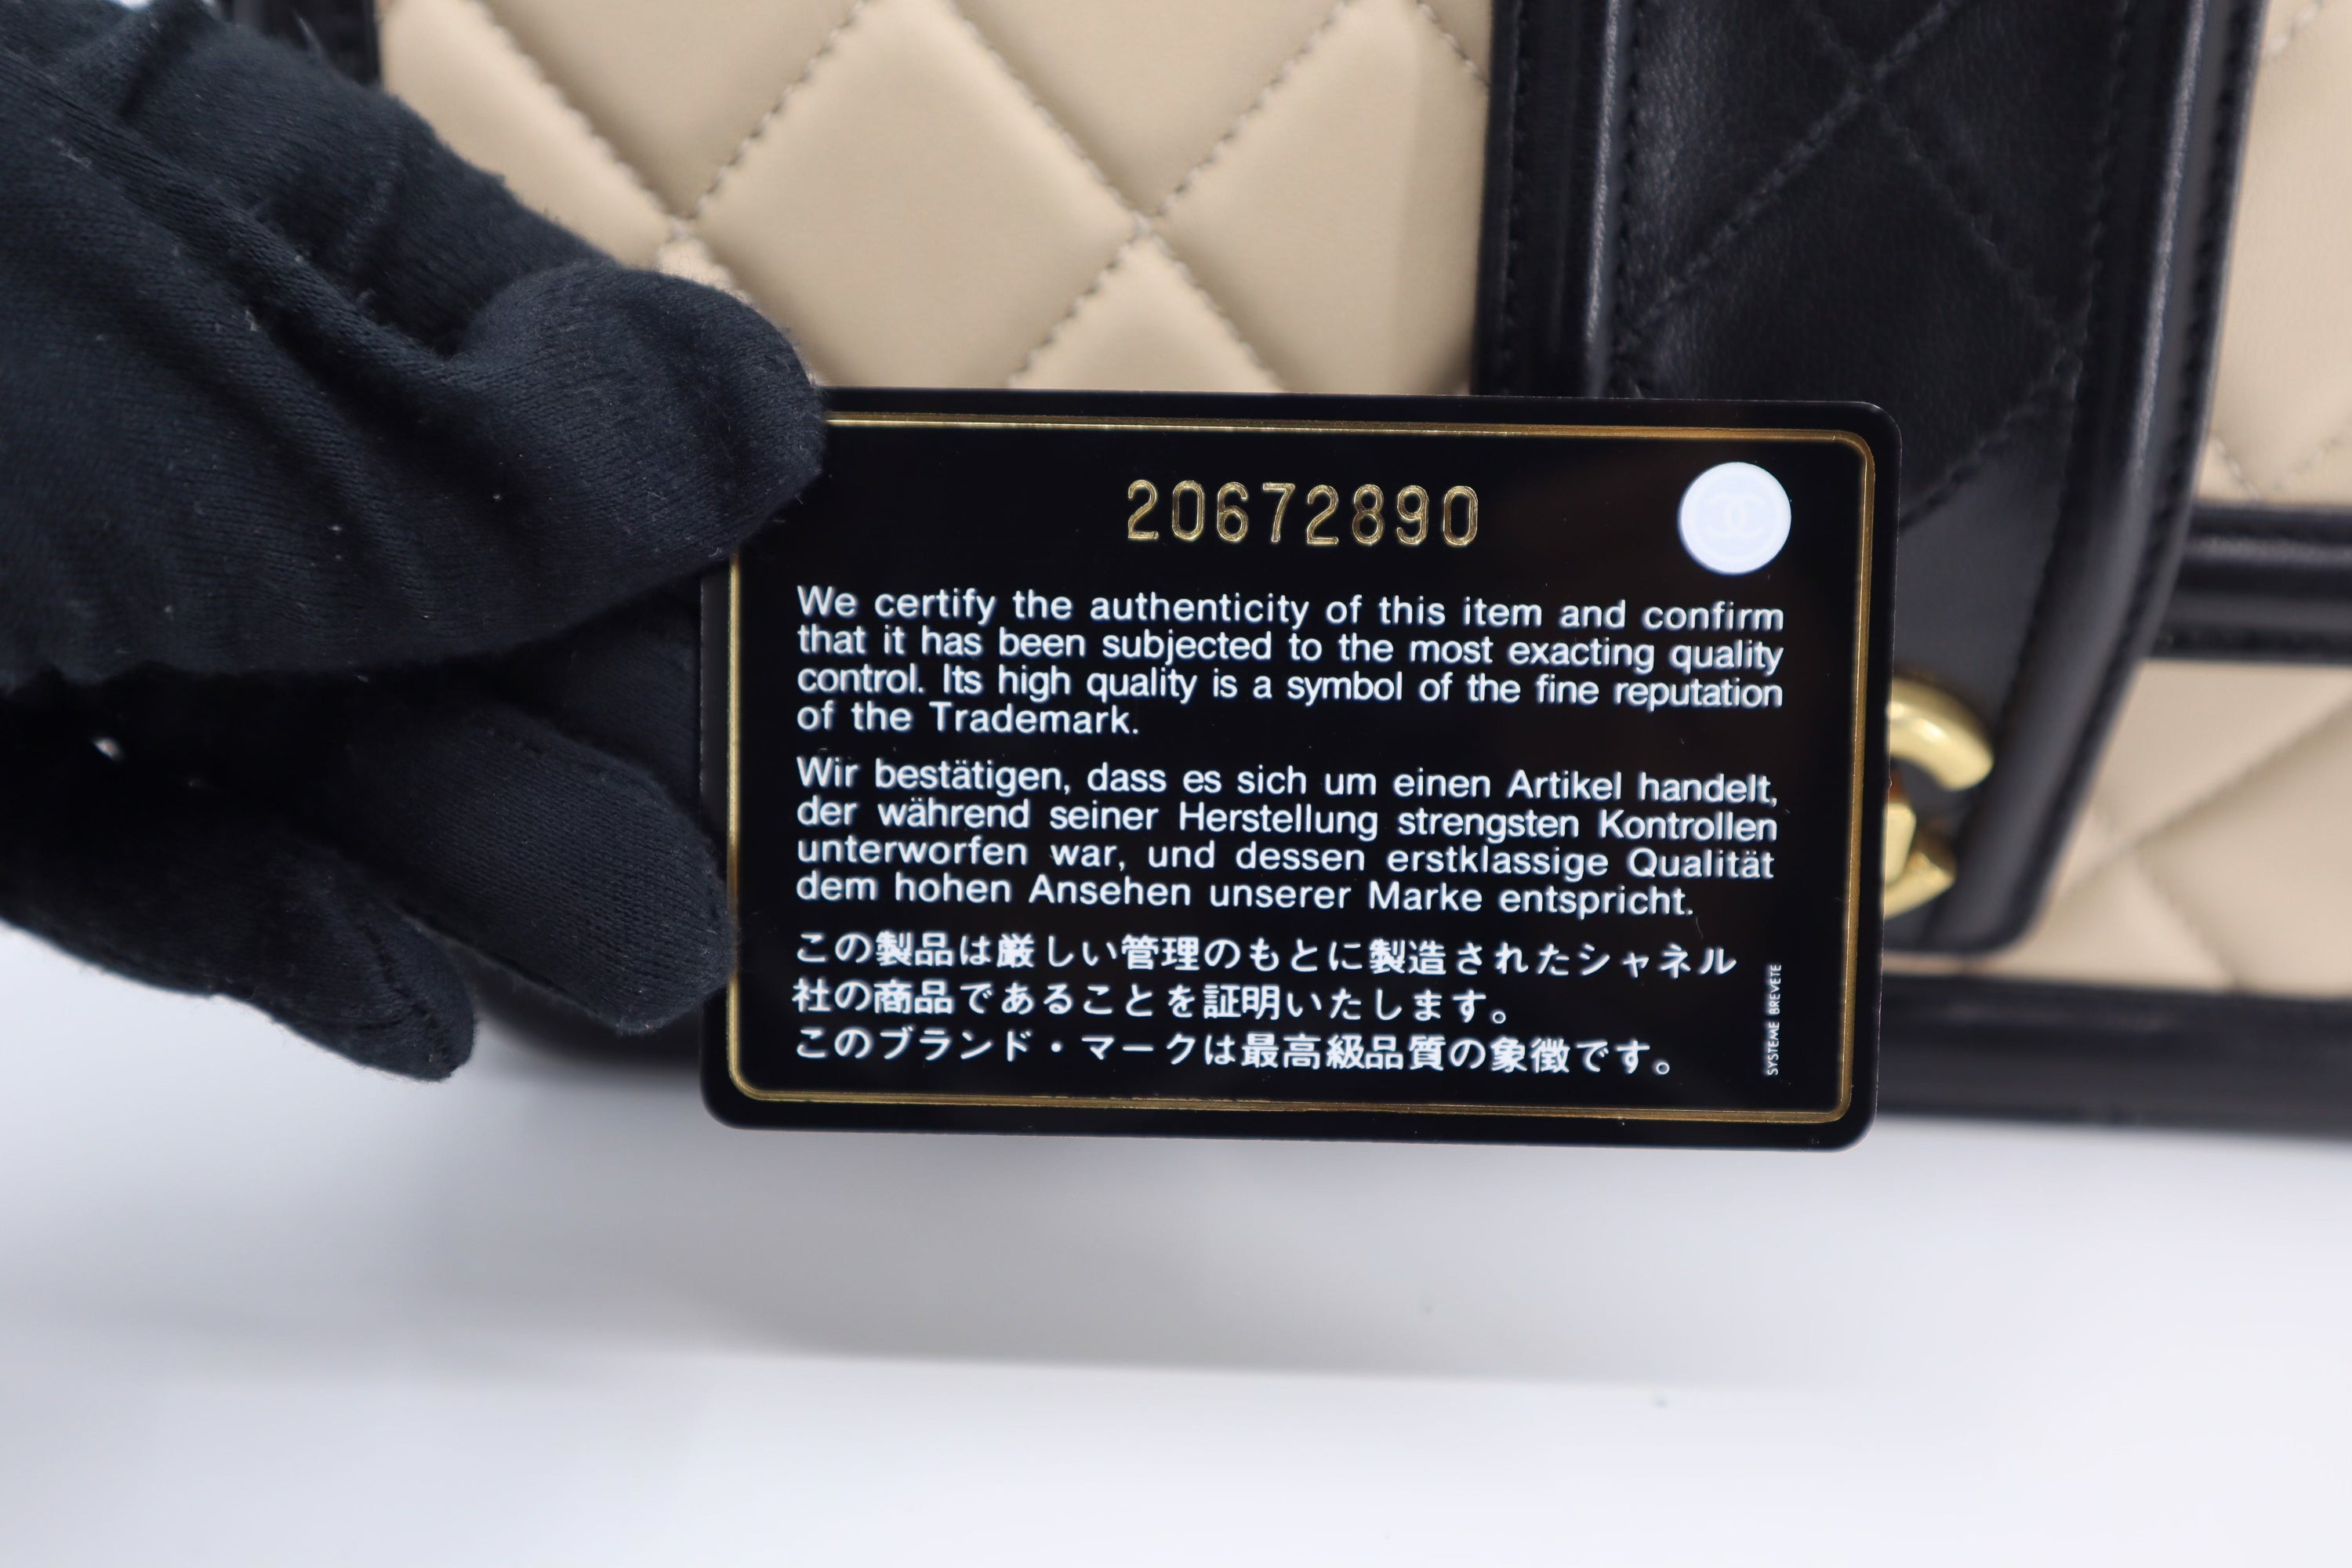 20672890
We certify the authenticity of this item and confirm
that it has been subjected to the most exacting quality
control. Its high quality is a symbol of the fine reputation
of the Trademark.
Wir bestätigen, dass es sich um einen Artikel handelt,
der während seiner Herstellung strengsten Kontrollen
unterworfen war, und dessen erstklassige Qualität
dem hohen Ansehen unserer Marke entspricht.
この製品は厳しい管理のもとに製造されたシャネル
社の商品であることを証明いたします。
このブランド・マークは最高級品質の象徴です。
SYSTEME BREVETE